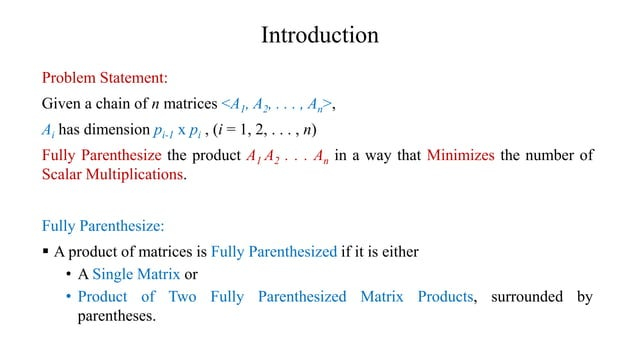 Introduction
Problem Statement:
Given a chain of n matrices <A₁, A₂, . . . , Aₙ>,
Aᵢ has dimension pᵢ₋₁ x pᵢ , (i = 1, 2, . . . , n)
Fully Parenthesize the product A₁ A₂ . . . Aₙ in a way that Minimizes the number of
Scalar Multiplications.
Fully Parenthesize:
▪ A product of matrices is Fully Parenthesized if it is either
• A Single Matrix or
• Product of Two Fully Parenthesized Matrix Products, surrounded by
parentheses.